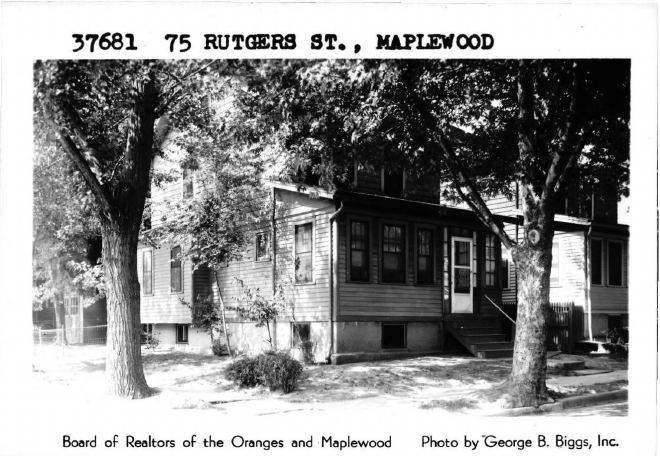 37681 75 RUTGERS ST., MAPLEWOOD
Board of Realtors of the Oranges and Maplewood Photo by George B. Biggs, Inc.